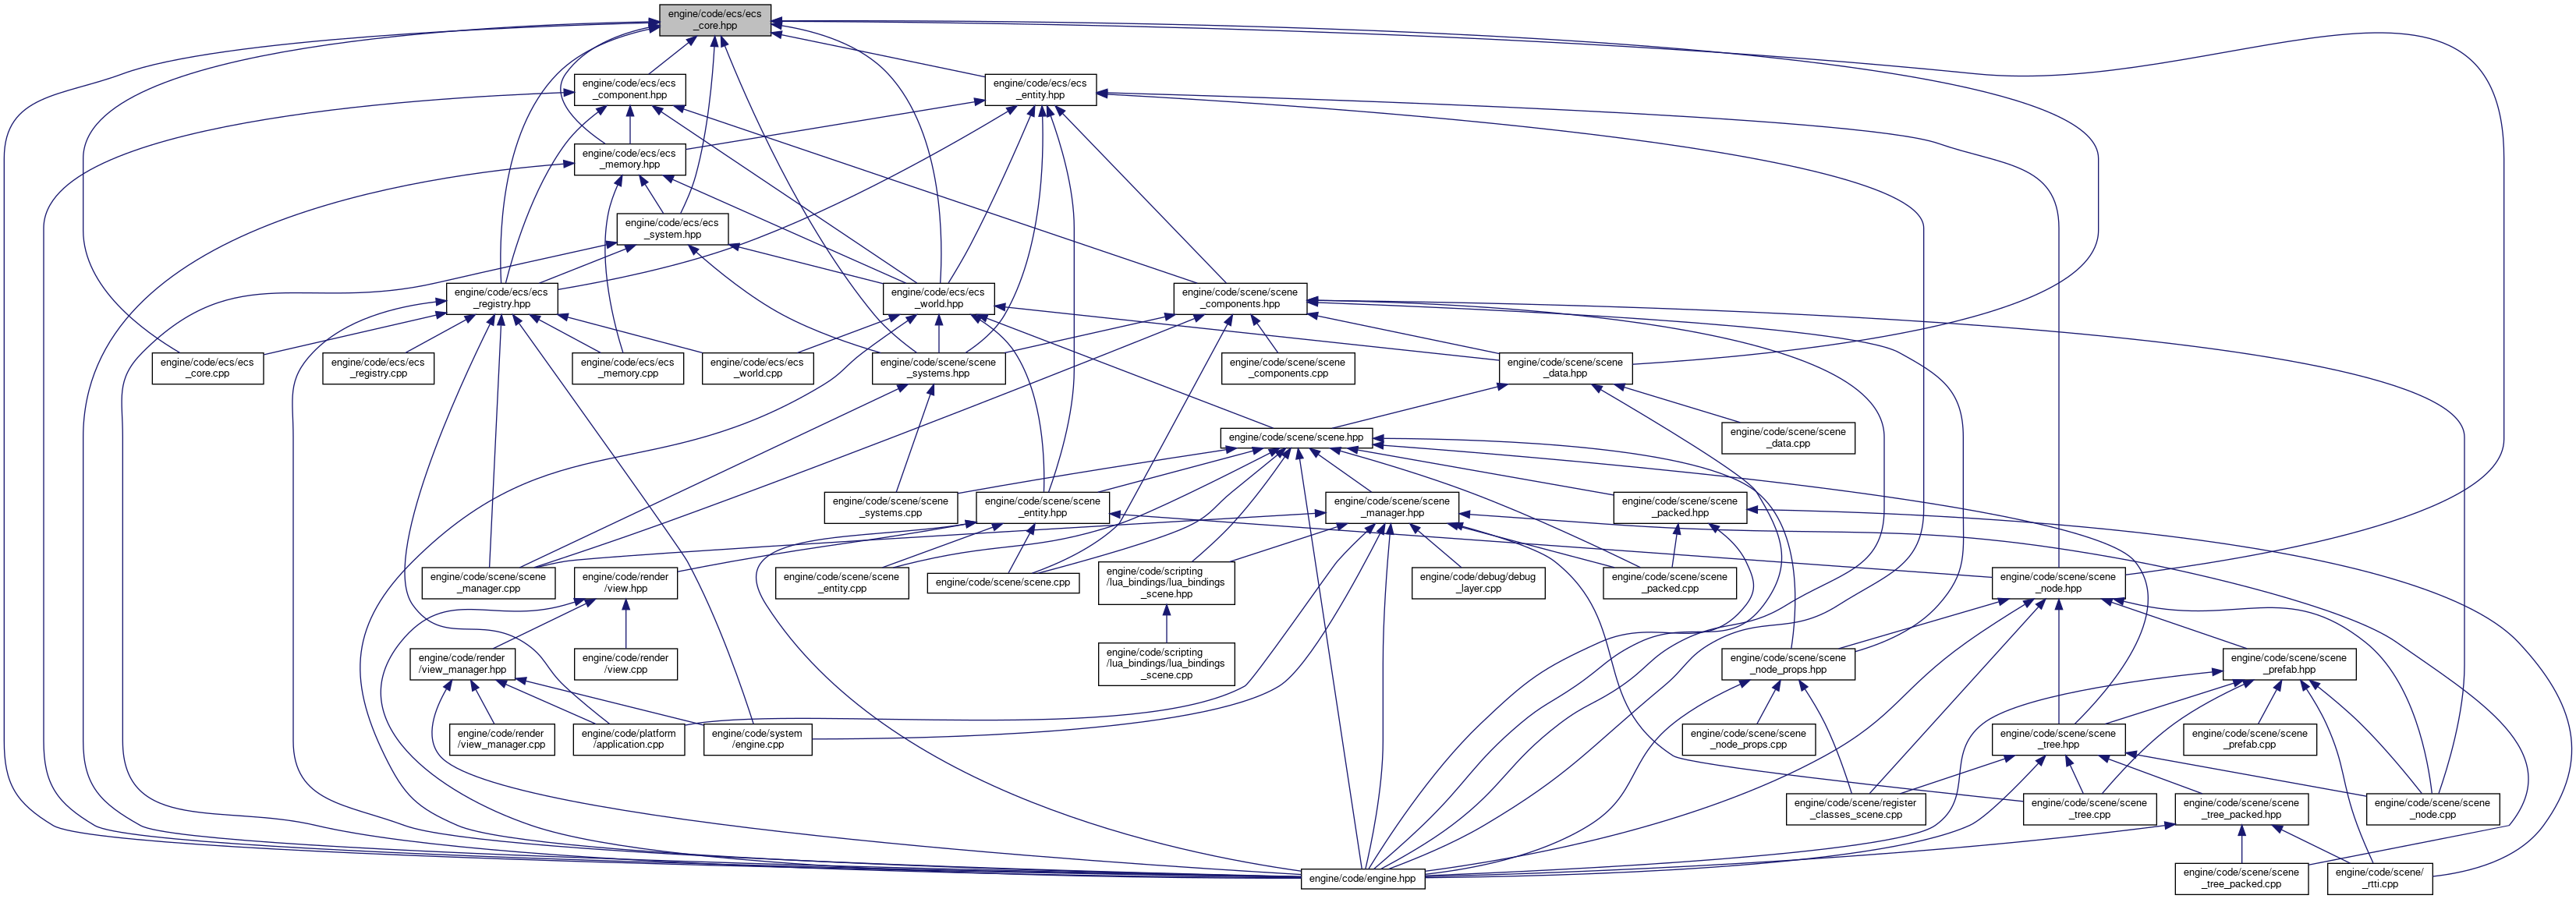 engine/code/ecs/ecs
_core.hpp
engine/code/ecs/ecs
_component.hpp
engine/code/ecs/ecs
_entity.hpp
engine/code/ecs/ecs
_memory.hpp
engine/code/ecs/ecs
_system.hpp
engine/code/ecs/ecs
_registry.hpp
engine/code/ecs/ecs
_world.hpp
engine/code/scene/scene
_components.hpp
engine/code/ecs/ecs
_core.cpp
engine/code/ecs/ecs
_registry.cpp
engine/code/ecs/ecs
_memory.cpp
engine/code/ecs/ecs
_world.cpp
engine/code/scene/scene
_systems.hpp
engine/code/scene/scene
_components.cpp
engine/code/scene/scene
_data.hpp
engine/code/scene/scene.hpp
engine/code/scene/scene
_data.cpp
engine/code/scene/scene
_systems.cpp
engine/code/scene/scene
_entity.hpp
engine/code/scene/scene
_manager.hpp
engine/code/scene/scene
_packed.hpp
engine/code/scene/scene
_manager.cpp
engine/code/render
/view.hpp
engine/code/scene/scene
_entity.cpp
engine/code/scene/scene.cpp
engine/code/scripting
/lua_bindings/lua_bindings
_scene.hpp
engine/code/debug/debug
_layer.cpp
engine/code/scene/scene
_packed.cpp
engine/code/scene/scene
_node.hpp
engine/code/render
/view_manager.hpp
engine/code/render
/view.cpp
engine/code/scripting
/lua_bindings/lua_bindings
_scene.cpp
engine/code/scene/scene
_node_props.hpp
engine/code/scene/scene
_prefab.hpp
engine/code/render
/view_manager.cpp
engine/code/platform
/application.cpp
engine/code/system
/engine.cpp
engine/code/scene/scene
_node_props.cpp
engine/code/scene/scene
_tree.hpp
engine/code/scene/scene
_prefab.cpp
engine/code/scene/register
_classes_scene.cpp
engine/code/scene/scene
_tree.cpp
engine/code/scene/scene
_tree_packed.hpp
engine/code/scene/scene
_node.cpp
engine/code/engine.hpp
engine/code/scene/scene
_tree_packed.cpp
engine/code/scene/
_rtti.cpp